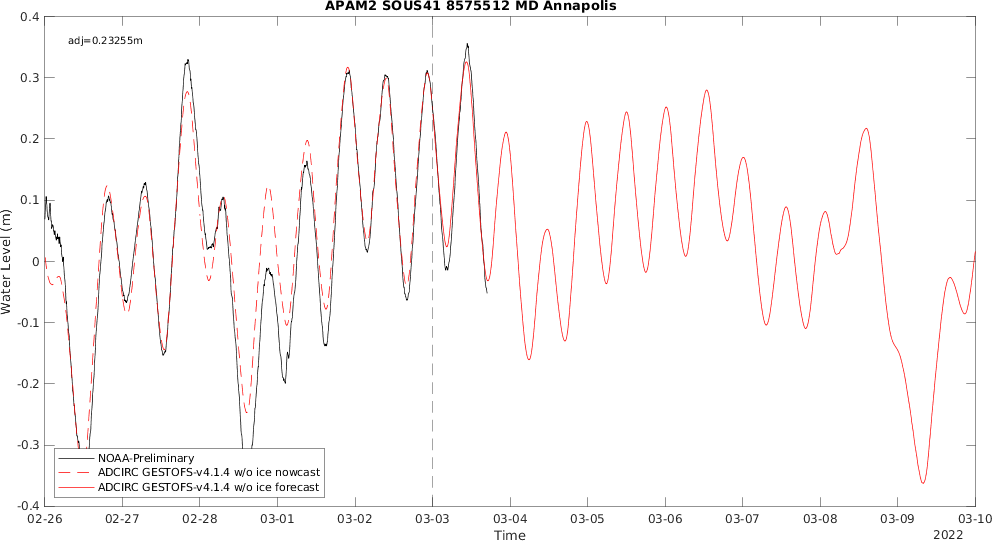 APAM2 SOUS41 8575512 MD Annapolis
adj=0.23255m
0.4
0.3
0.2
0.1
0
-0.1
-0.2
-0.3
-0.4
Water Level (m)
NOAA-Preliminary
ADCIRC GESTOFS-v4.1.4 w/o ice nowcast
ADCIRC GESTOFS-v4.1.4 w/o ice forecast
02-26 02-27 02-28 03-01 03-02 03-03 03-04 03-05 03-06 03-07 03-08 03-09 03-10
Time
2022